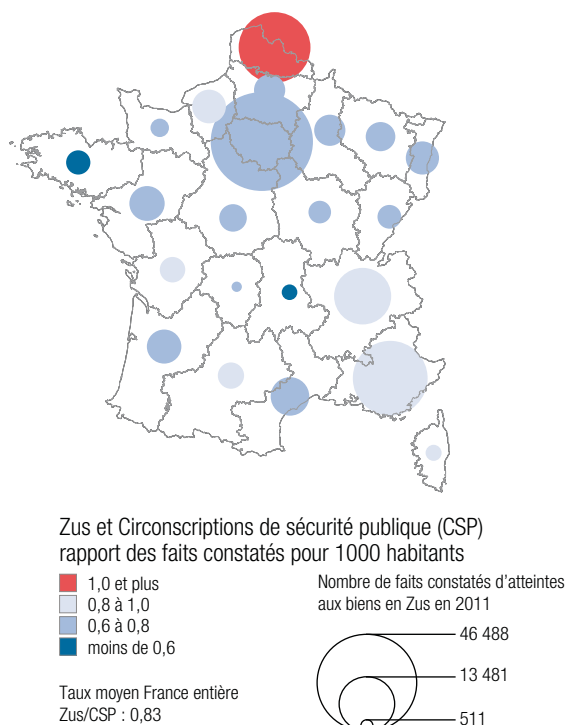 Zus et Circonscriptions de sécurité publique (CSP)
rapport des faits constatés pour 1000 habitants
1,0 et plus
0,8 à 1,0
0,6 à 0,8
moins de 0,6
Taux moyen France entière
Zus/CSP : 0,83
Nombre de faits constatés d'atteintes
aux biens en Zus en 2011
46 488
13 481
511